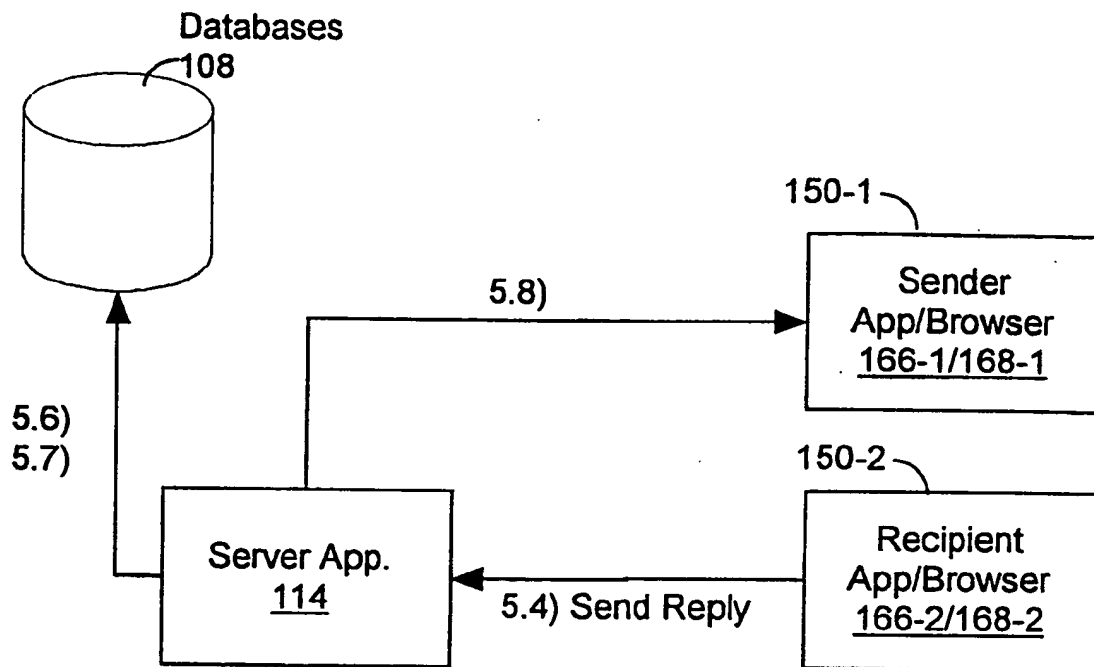 Databases
108
150-1
Sender
App/Browser
166-1/168-1
5.8)
5.6)
5.7)
150-2
Server App.
114
5.4) Send Reply
Recipient
App/Browser
166-2/168-2